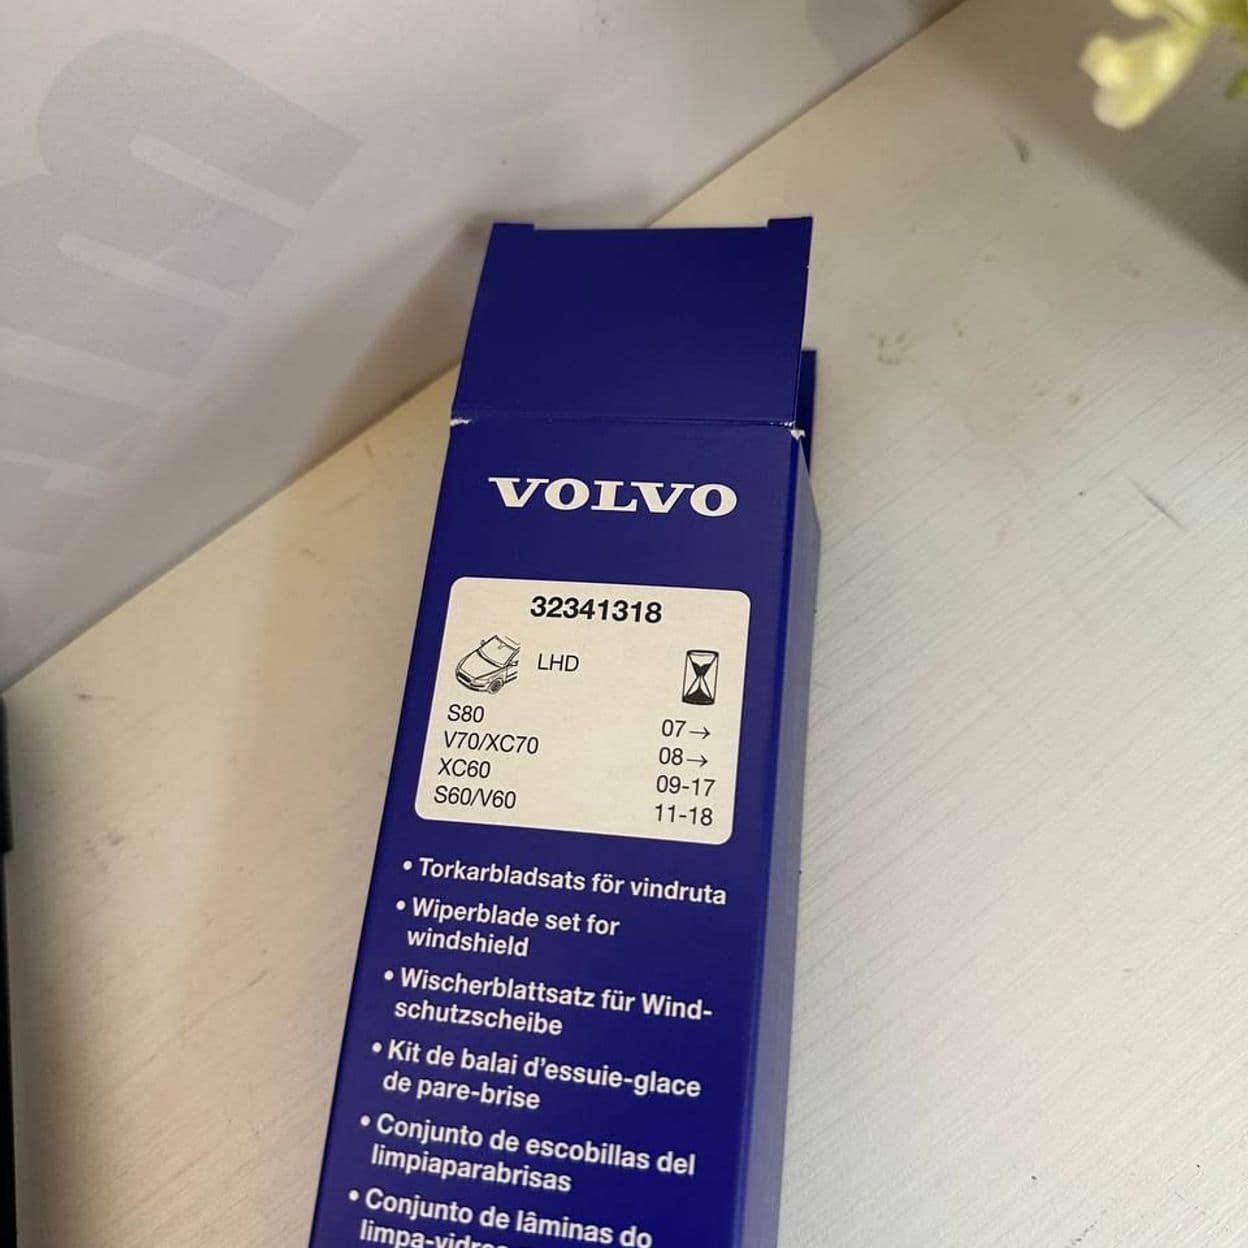 VOLVO
32341318
LHD
S80 07→
V70/XC70 08→
XC60 09-17
S60/V60 11-18
• Torkarbladsats för vindruta
• Wiperblade set for
windshield
• Wischerblattsatz für Wind-
schutzscheibe
• Kit de balai d'essuie-glace
de pare-brise
• Conjunto de escobillas del
limpiaparabrisas
• Conjunto de lâminas do